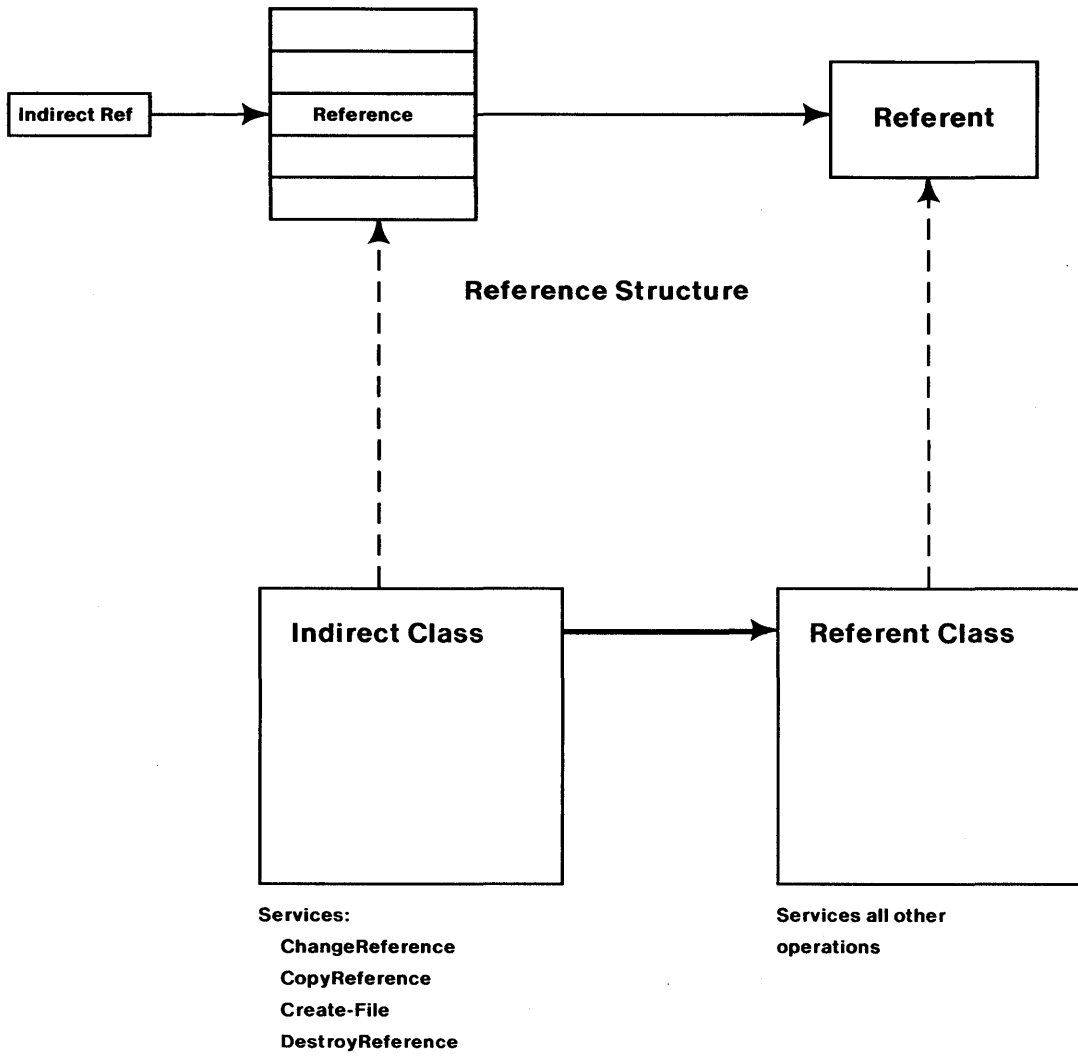 Indirect Ref
Reference
Referent
Reference Structure
Indirect Class
Referent Class
Services:
ChangeReference
CopyReference
Create-File
DestroyReference
Services all other
operations